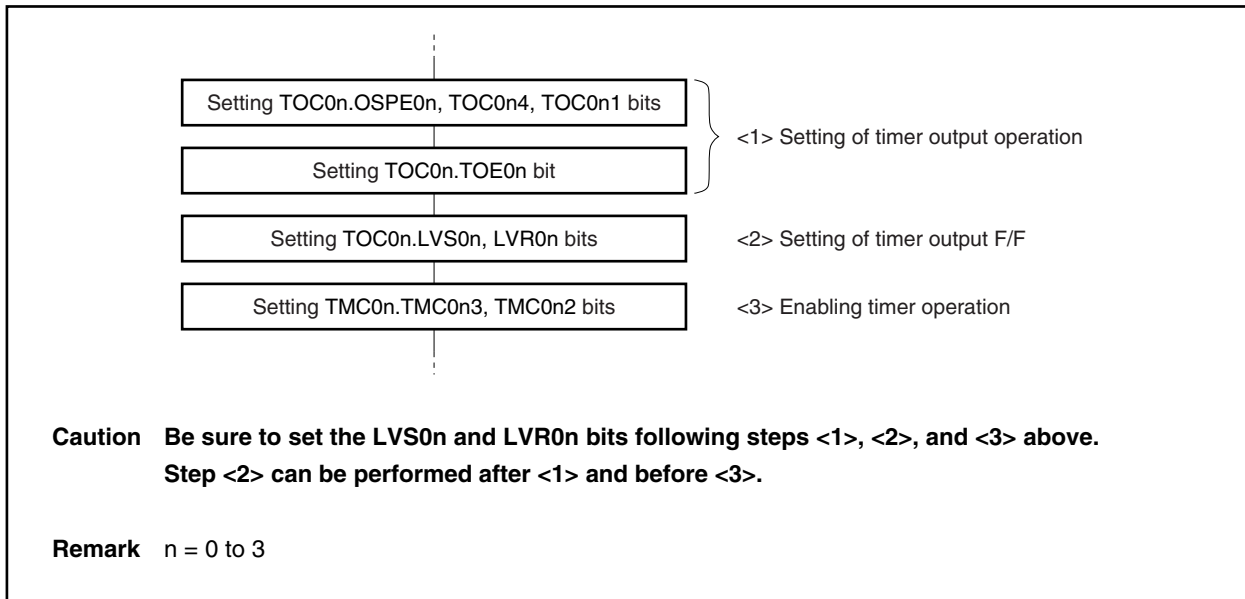 Setting TOC0n.OSPE0n, TOC0n4, TOC0n1 bits
<1> Setting of timer output operation
Setting TOC0n.TOE0n bit
Setting TOC0n.LVS0n, LVR0n bits
<2> Setting of timer output F/F
Setting TMC0n.TMC0n3, TMC0n2 bits
<3> Enabling timer operation
Caution Be sure to set the LVS0n and LVR0n bits following steps <1>, <2>, and <3> above.
Step <2> can be performed after <1> and before <3>.
Remark n = 0 to 3